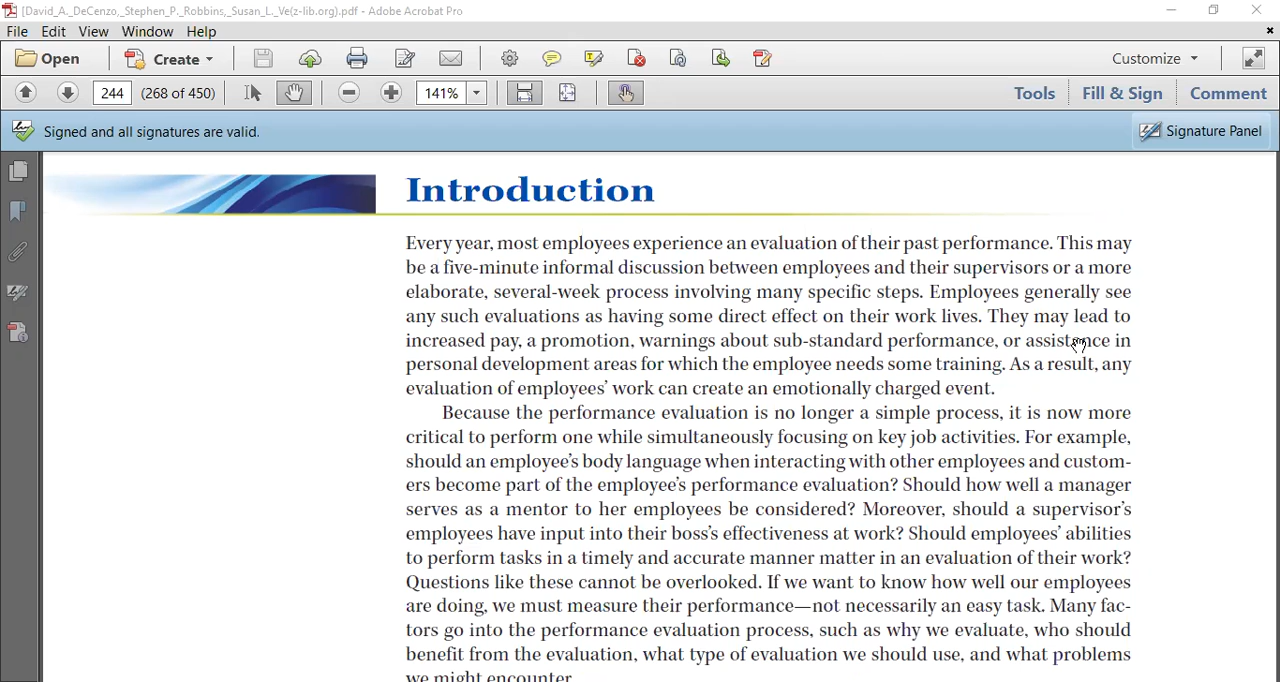 [David_A._DeCenzo,_Stephen_P._Robbins,_Susan_L._Ve(z-lib.org).pdf - Adobe Acrobat Pro
File Edit View Window Help
Open Create Customize
244 (268 of 450) 141% Tools Fill & Sign Comment
Signed and all signatures are valid. Signature Panel
Introduction
Every year, most employees experience an evaluation of their past performance. This may
be a five-minute informal discussion between employees and their supervisors or a more
elaborate, several-week process involving many specific steps. Employees generally see
any such evaluations as having some direct effect on their work lives. They may lead to
increased pay, a promotion, warnings about sub-standard performance, or assistance in
personal development areas for which the employee needs some training. As a result, any
evaluation of employees' work can create an emotionally charged event.
Because the performance evaluation is no longer a simple process, it is now more
critical to perform one while simultaneously focusing on key job activities. For example,
should an employee's body language when interacting with other employees and custom-
ers become part of the employee's performance evaluation? Should how well a manager
serves as a mentor to her employees be considered? Moreover, should a supervisor's
employees have input into their boss's effectiveness at work? Should employees' abilities
to perform tasks in a timely and accurate manner matter in an evaluation of their work?
Questions like these cannot be overlooked. If we want to know how well our employees
are doing, we must measure their performance—not necessarily an easy task. Many fac-
tors go into the performance evaluation process, such as why we evaluate, who should
benefit from the evaluation, what type of evaluation we should use, and what problems
we might encounter.